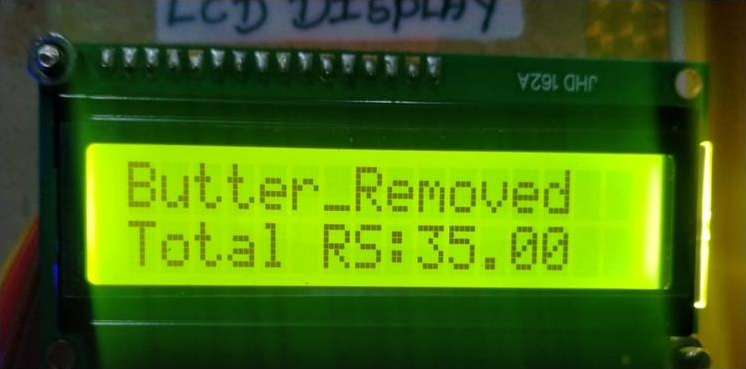 LCD DISPLAY
JHD 162A
Butter_Removed
Total RS:35.00